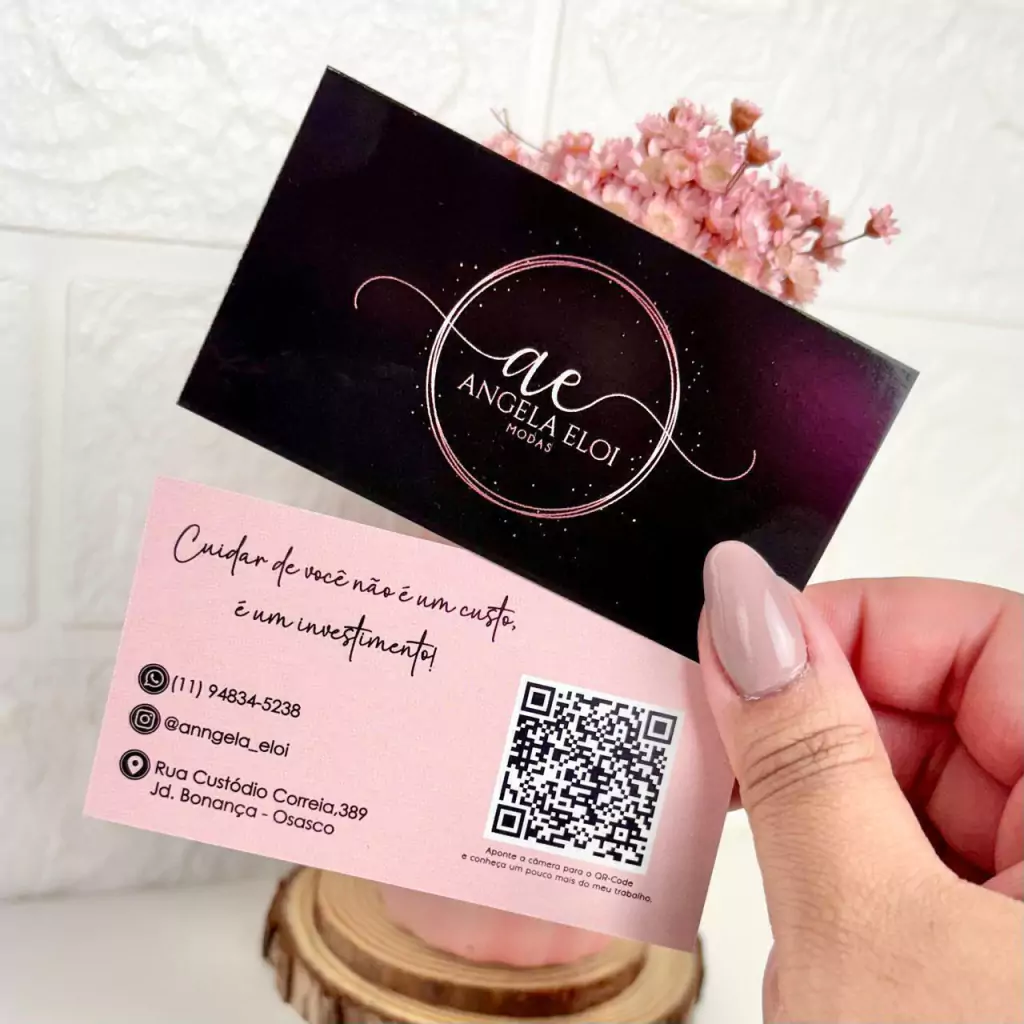 ae
ANGELA ELOI
MODAS
Cuidar de você não é um custo,
é um investimento!
(11) 94834-5238
@anngela_eloi
Rua Custódio Correia,389
Jd. Bonança - Osasco
Aponte a câmera para o QR-Code
e conheça um pouco mais do meu trabalho.